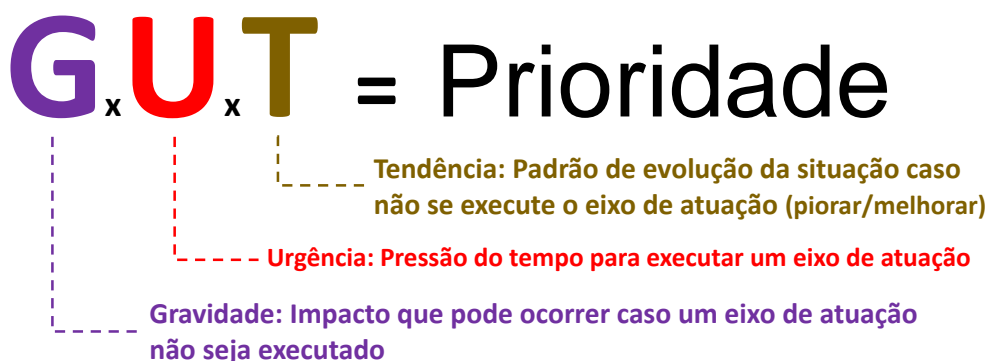 GxUxT = Prioridade
Tendência: Padrão de evolução da situação caso
não se execute o eixo de atuação (piorar/melhorar)
Urgência: Pressão do tempo para executar um eixo de atuação
Gravidade: Impacto que pode ocorrer caso um eixo de atuação
não seja executado